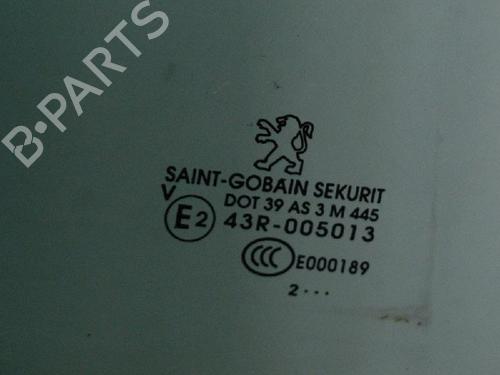 B·PARTS
SAINT-GOBAIN SEKURIT
DOT 39 AS 3 M 445
V
E2 43R-005013
CCC E000189
2 ···